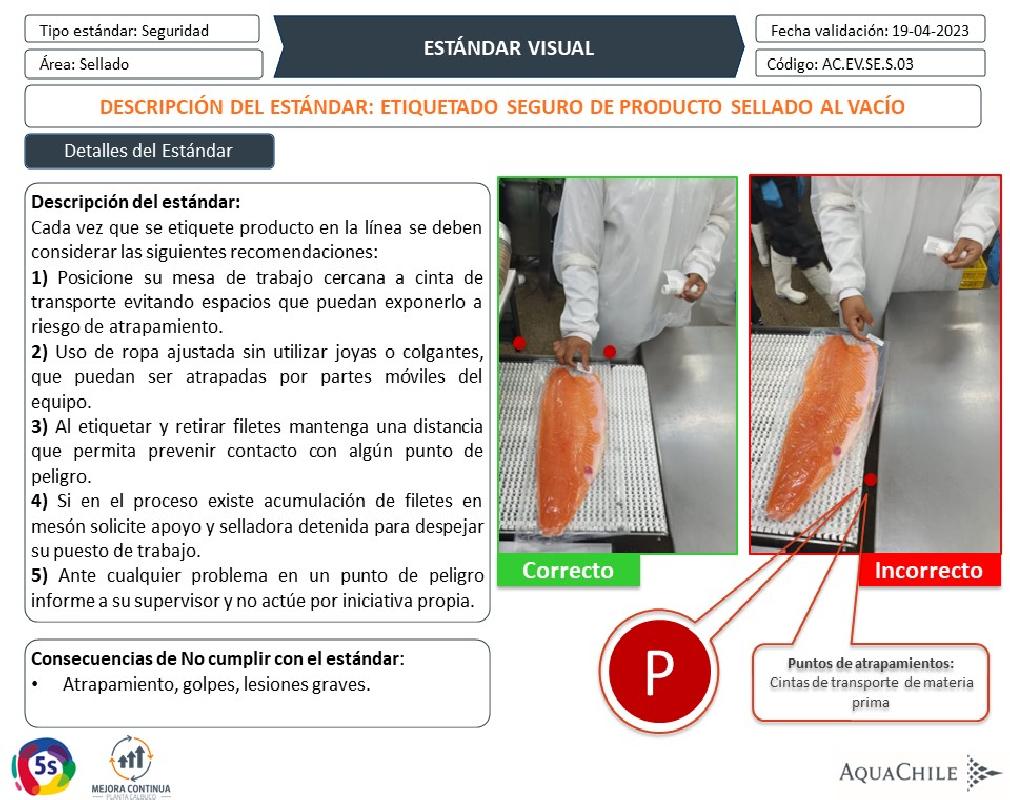 Tipo estándar: Seguridad
Área: Sellado
ESTÁNDAR VISUAL
Fecha validación: 19-04-2023
Código: AC.EV.SE.S.03
DESCRIPCIÓN DEL ESTÁNDAR: ETIQUETADO SEGURO DE PRODUCTO SELLADO AL VACÍO
Detalles del Estándar
Descripción del estándar:
Cada vez que se etiquete producto en la línea se deben
considerar las siguientes recomendaciones:
1) Posicione su mesa de trabajo cercana a cinta de
transporte evitando espacios que puedan exponerlo a
riesgo de atrapamiento.
2) Uso de ropa ajustada sin utilizar joyas o colgantes,
que puedan ser atrapadas por partes móviles del
equipo.
3) Al etiquetar y retirar filetes mantenga una distancia
que permita prevenir contacto con algún punto de
peligro.
4) Si en el proceso existe acumulación de filetes en
mesón solicite apoyo y selladora detenida para despejar
su puesto de trabajo.
5) Ante cualquier problema en un punto de peligro
informe a su supervisor y no actúe por iniciativa propia.
Correcto
Incorrecto
P
Puntos de atrapamientos:
Cintas de transporte de materia
prima
Consecuencias de No cumplir con el estándar:
• Atrapamiento, golpes, lesiones graves.
5s
MEJORA CONTINUA
PLANTA CALBUCO
AQUACHILE